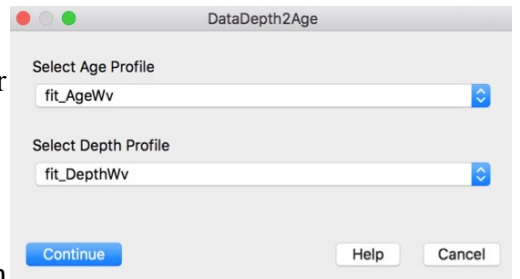 DataDepth2Age
Select Age Profile
fit_AgeWv
Select Depth Profile
fit_DepthWv
Continue Help Cancel